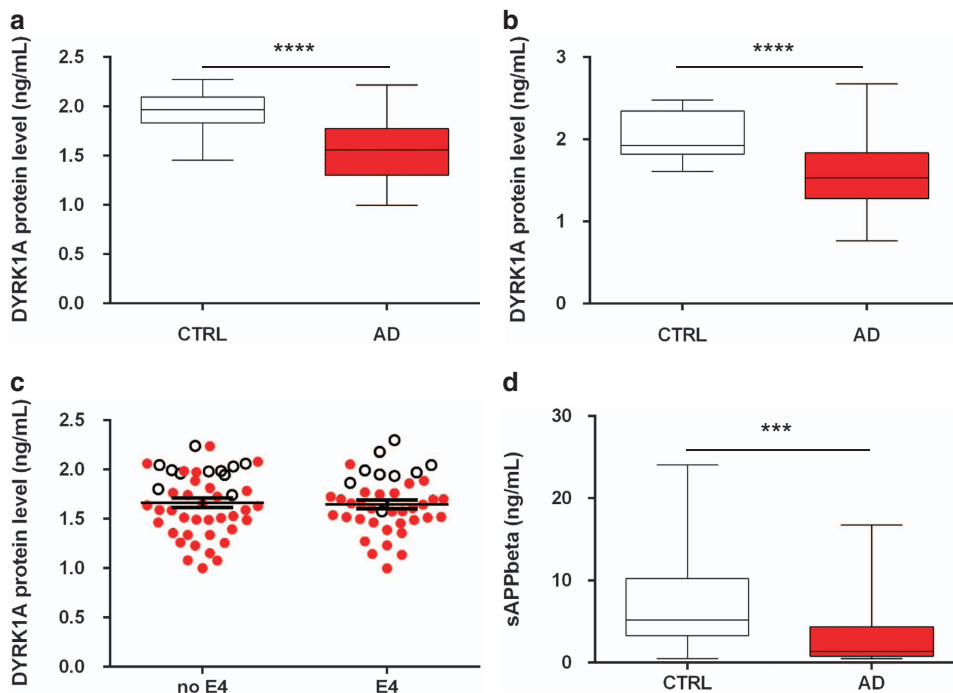 a
****
DYRK1A protein level (ng/mL)
2.5
2.0
1.5
1.0
0.5
0.0
CTRL AD
b
****
DYRK1A protein level (ng/mL)
3
2
1
0
CTRL AD
c
DYRK1A protein level (ng/mL)
2.5
2.0
1.5
1.0
0.5
0.0
no E4 E4
d
***
sAPPbeta (ng/mL)
30
20
10
0
CTRL AD